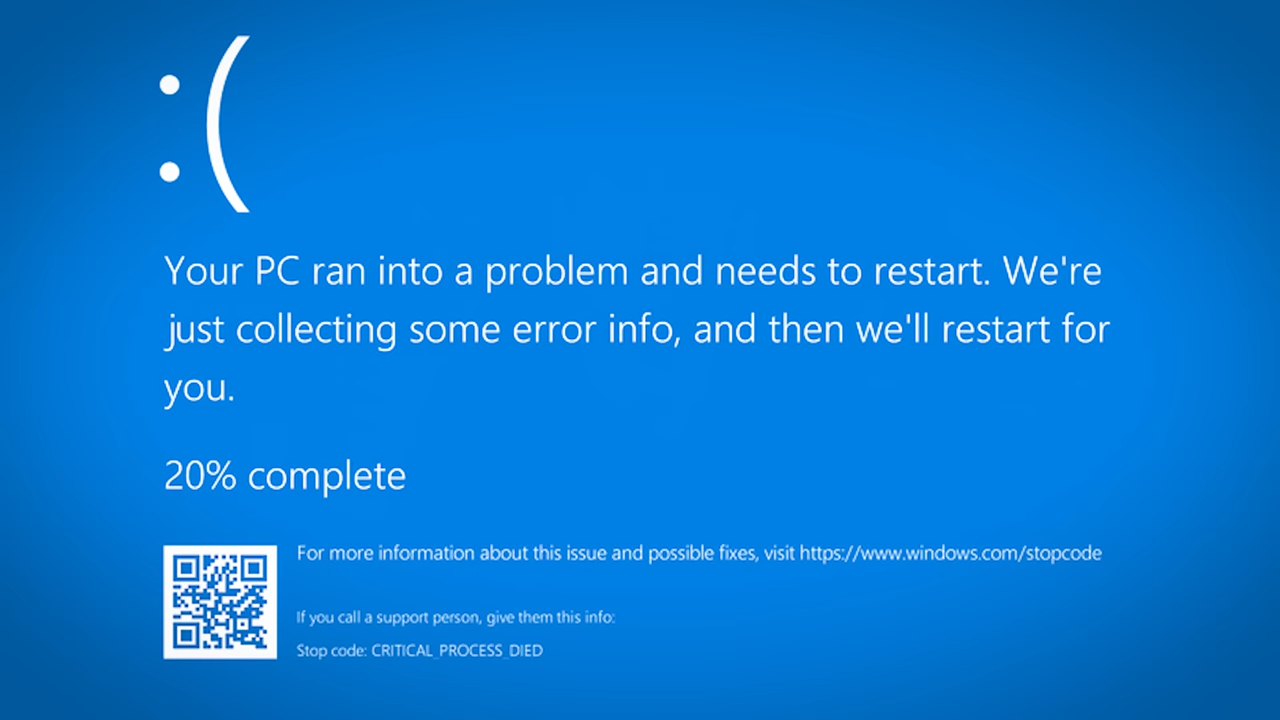 :(
Your PC ran into a problem and needs to restart. We're
just collecting some error info, and then we'll restart for
you.
20% complete
For more information about this issue and possible fixes, visit https://www.windows.com/stopcode
If you call a support person, give them this info:
Stop code: CRITICAL_PROCESS_DIED